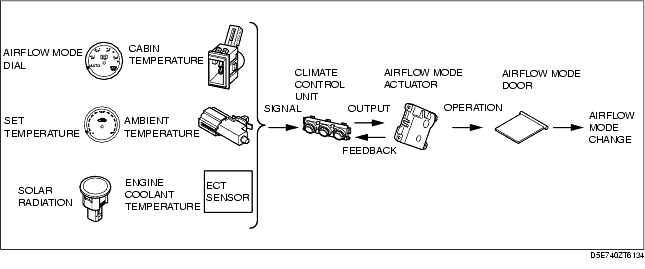 AIRFLOW MODE
DIAL
AUTO
CABIN
TEMPERATURE
SET
TEMPERATURE
AMBIENT
TEMPERATURE
SOLAR
RADIATION
ENGINE
COOLANT
TEMPERATURE
ECT
SENSOR
SIGNAL
CLIMATE
CONTROL
UNIT
OUTPUT
FEEDBACK
AIRFLOW MODE
ACTUATOR
OPERATION
AIRFLOW MODE
DOOR
AIRFLOW
MODE
CHANGE
D5E740ZT6134